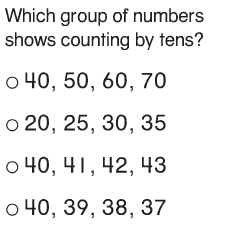 Which group of numbers
shows counting by tens?
○ 40, 50, 60, 70
○ 20, 25, 30, 35
○ 40, 41, 42, 43
○ 40, 39, 38, 37